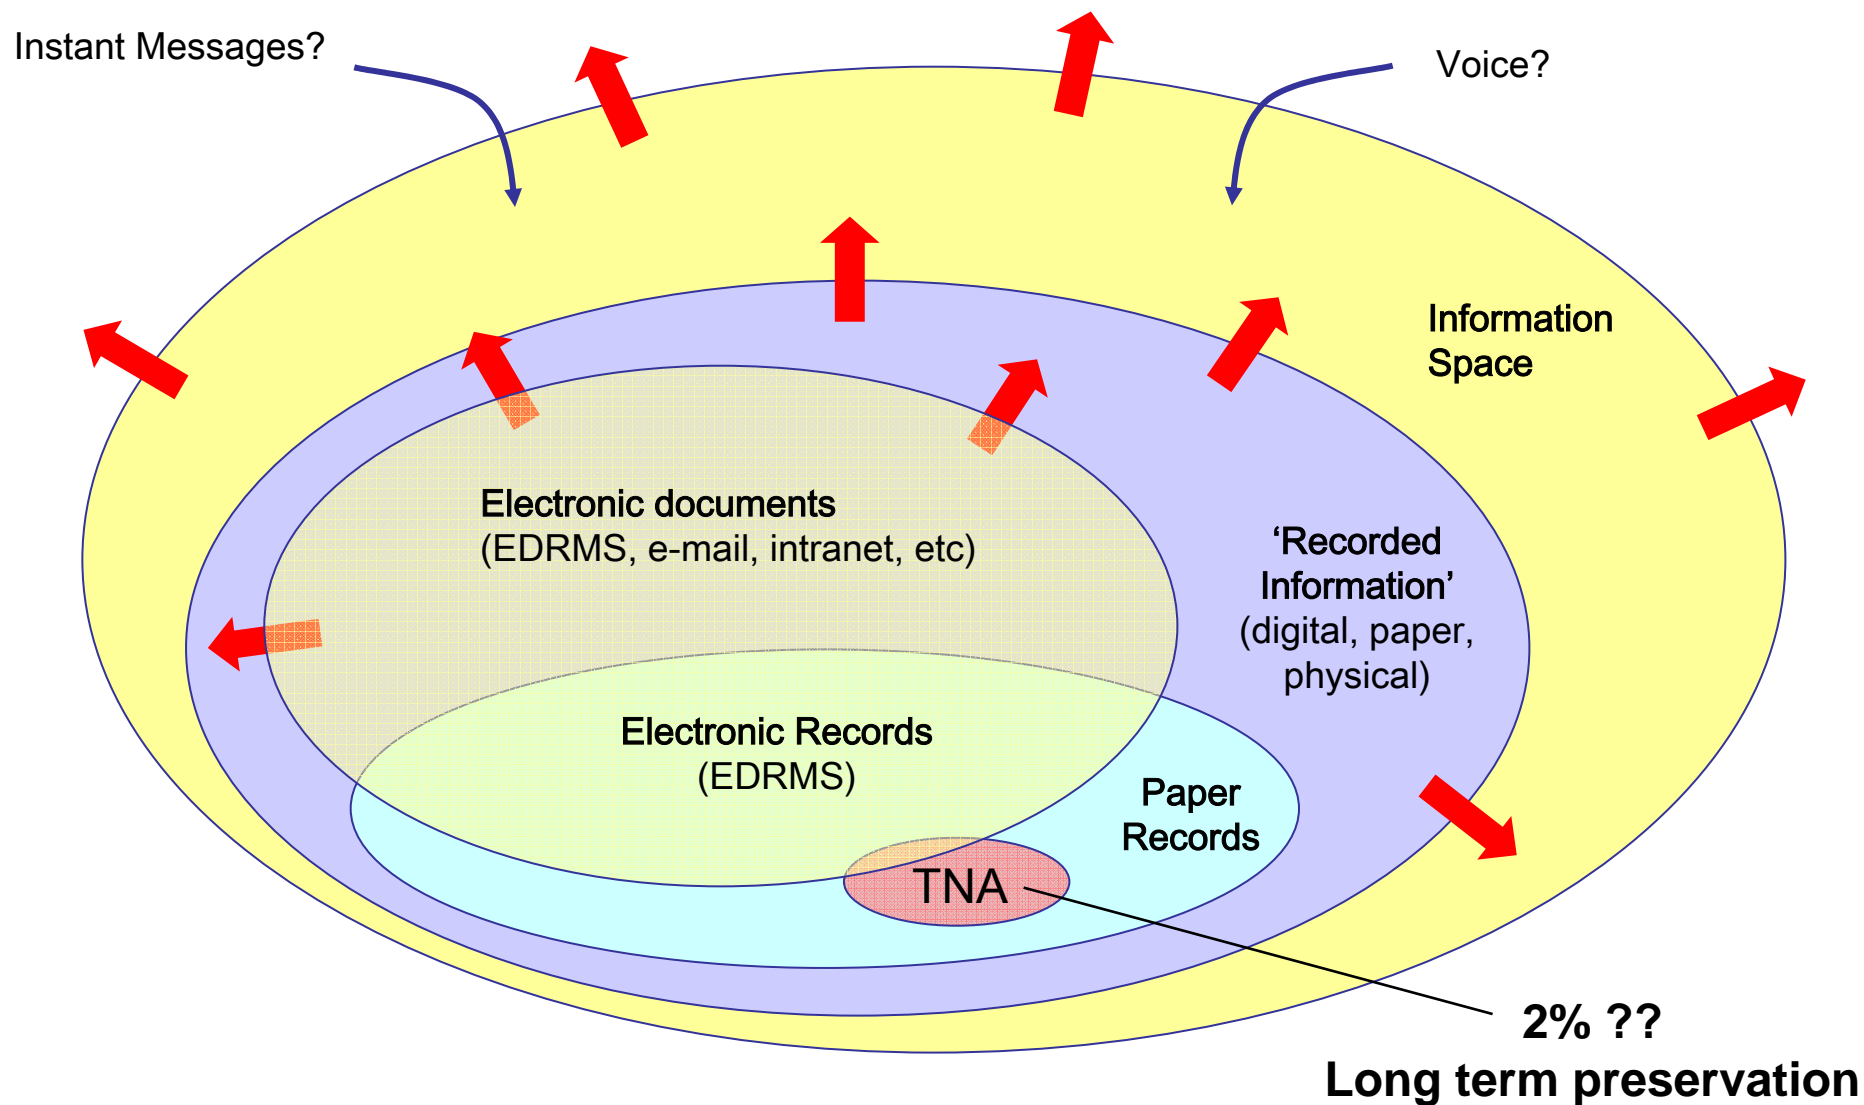 Instant Messages?
Voice?
Information
Space
Electronic documents
(EDRMS, e-mail, intranet, etc)
‘Recorded
Information’
(digital, paper,
physical)
Electronic Records
(EDRMS)
Paper
Records
TNA
2% ??
Long term preservation